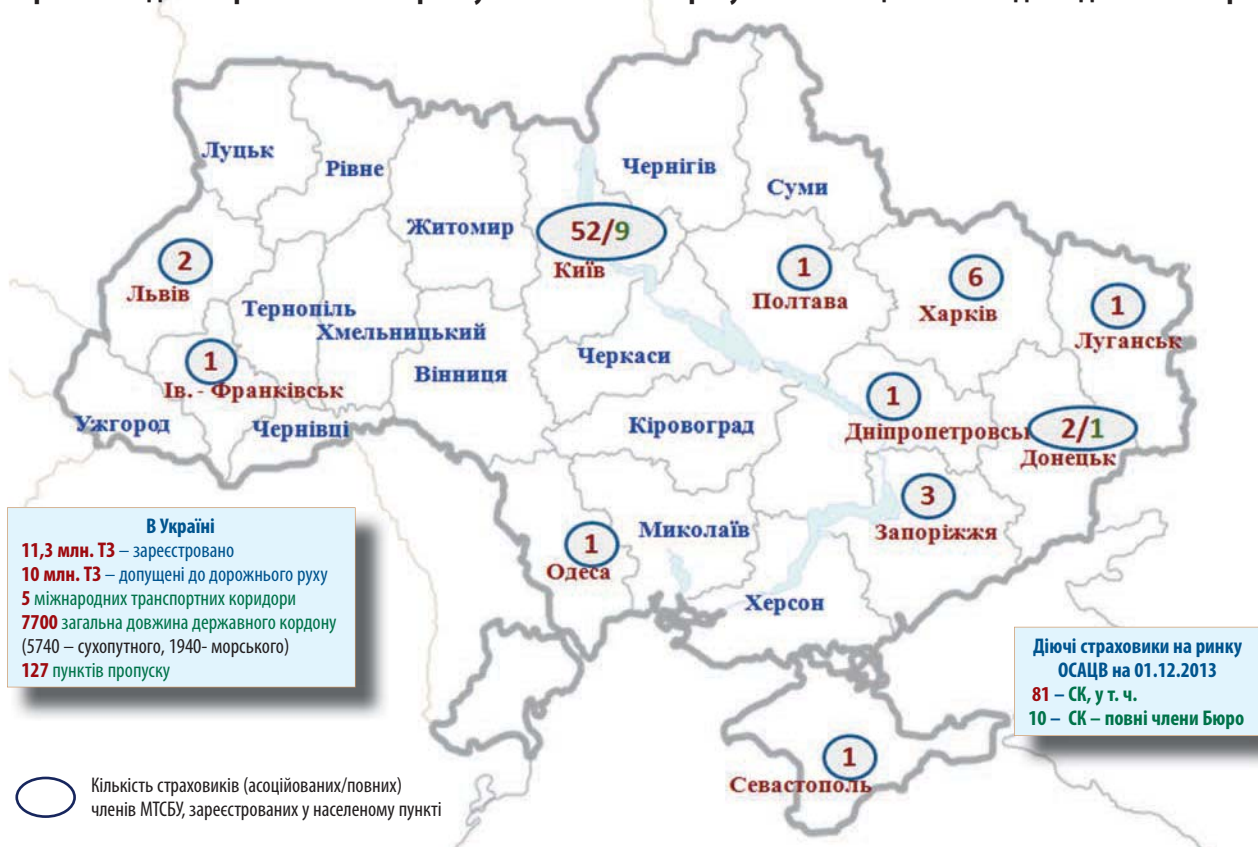 Луцьк
Рівне
Чернігів
Суми
Житомир
52/9
Київ
2
Львів
1
Полтава
6
Харків
1
Луганськ
Тернопіль
Хмельницький
1
Ів. - Франківськ
Вінниця
Черкаси
1
Дніпропетровсь
2/1
Донецьк
Ужгород
Чернівці
Кіровоград
3
Запоріжжя
1
Одеса
Миколаїв
Херсон
В Україні
11,3 млн. ТЗ – зареєстровано
10 млн. ТЗ – допущені до дорожнього руху
5 міжнародних транспортних коридори
7700 загальна довжина державного кордону
(5740 – сухопутного, 1940- морського)
127 пунктів пропуску
Діючі страховики на ринку
ОСАЦВ на 01.12.2013
81 – СК, у т. ч.
10 – СК – повні члени Бюро
1
Севастополь
Кількість страховиків (асоційованих/повних)
членів МТСБУ, зареєстрованих у населеному пункті